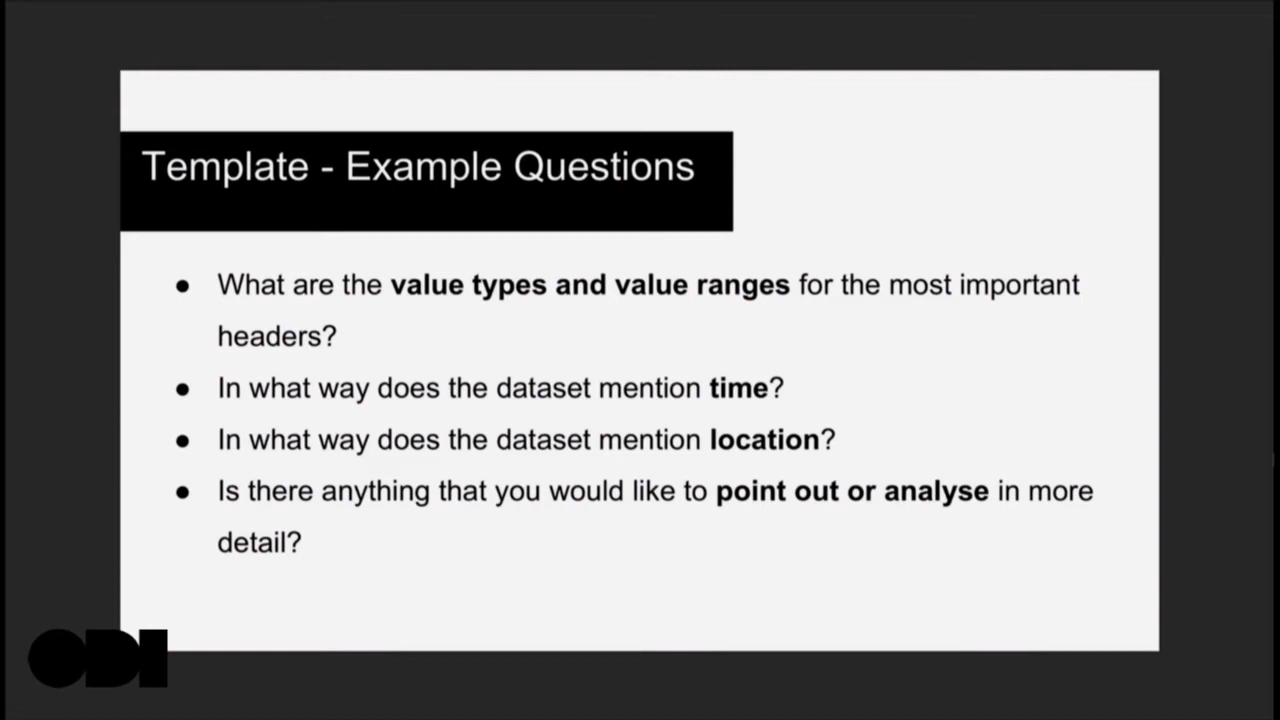 Template - Example Questions
● What are the value types and value ranges for the most important
headers?
● In what way does the dataset mention time?
● In what way does the dataset mention location?
● Is there anything that you would like to point out or analyse in more
detail?
ODI